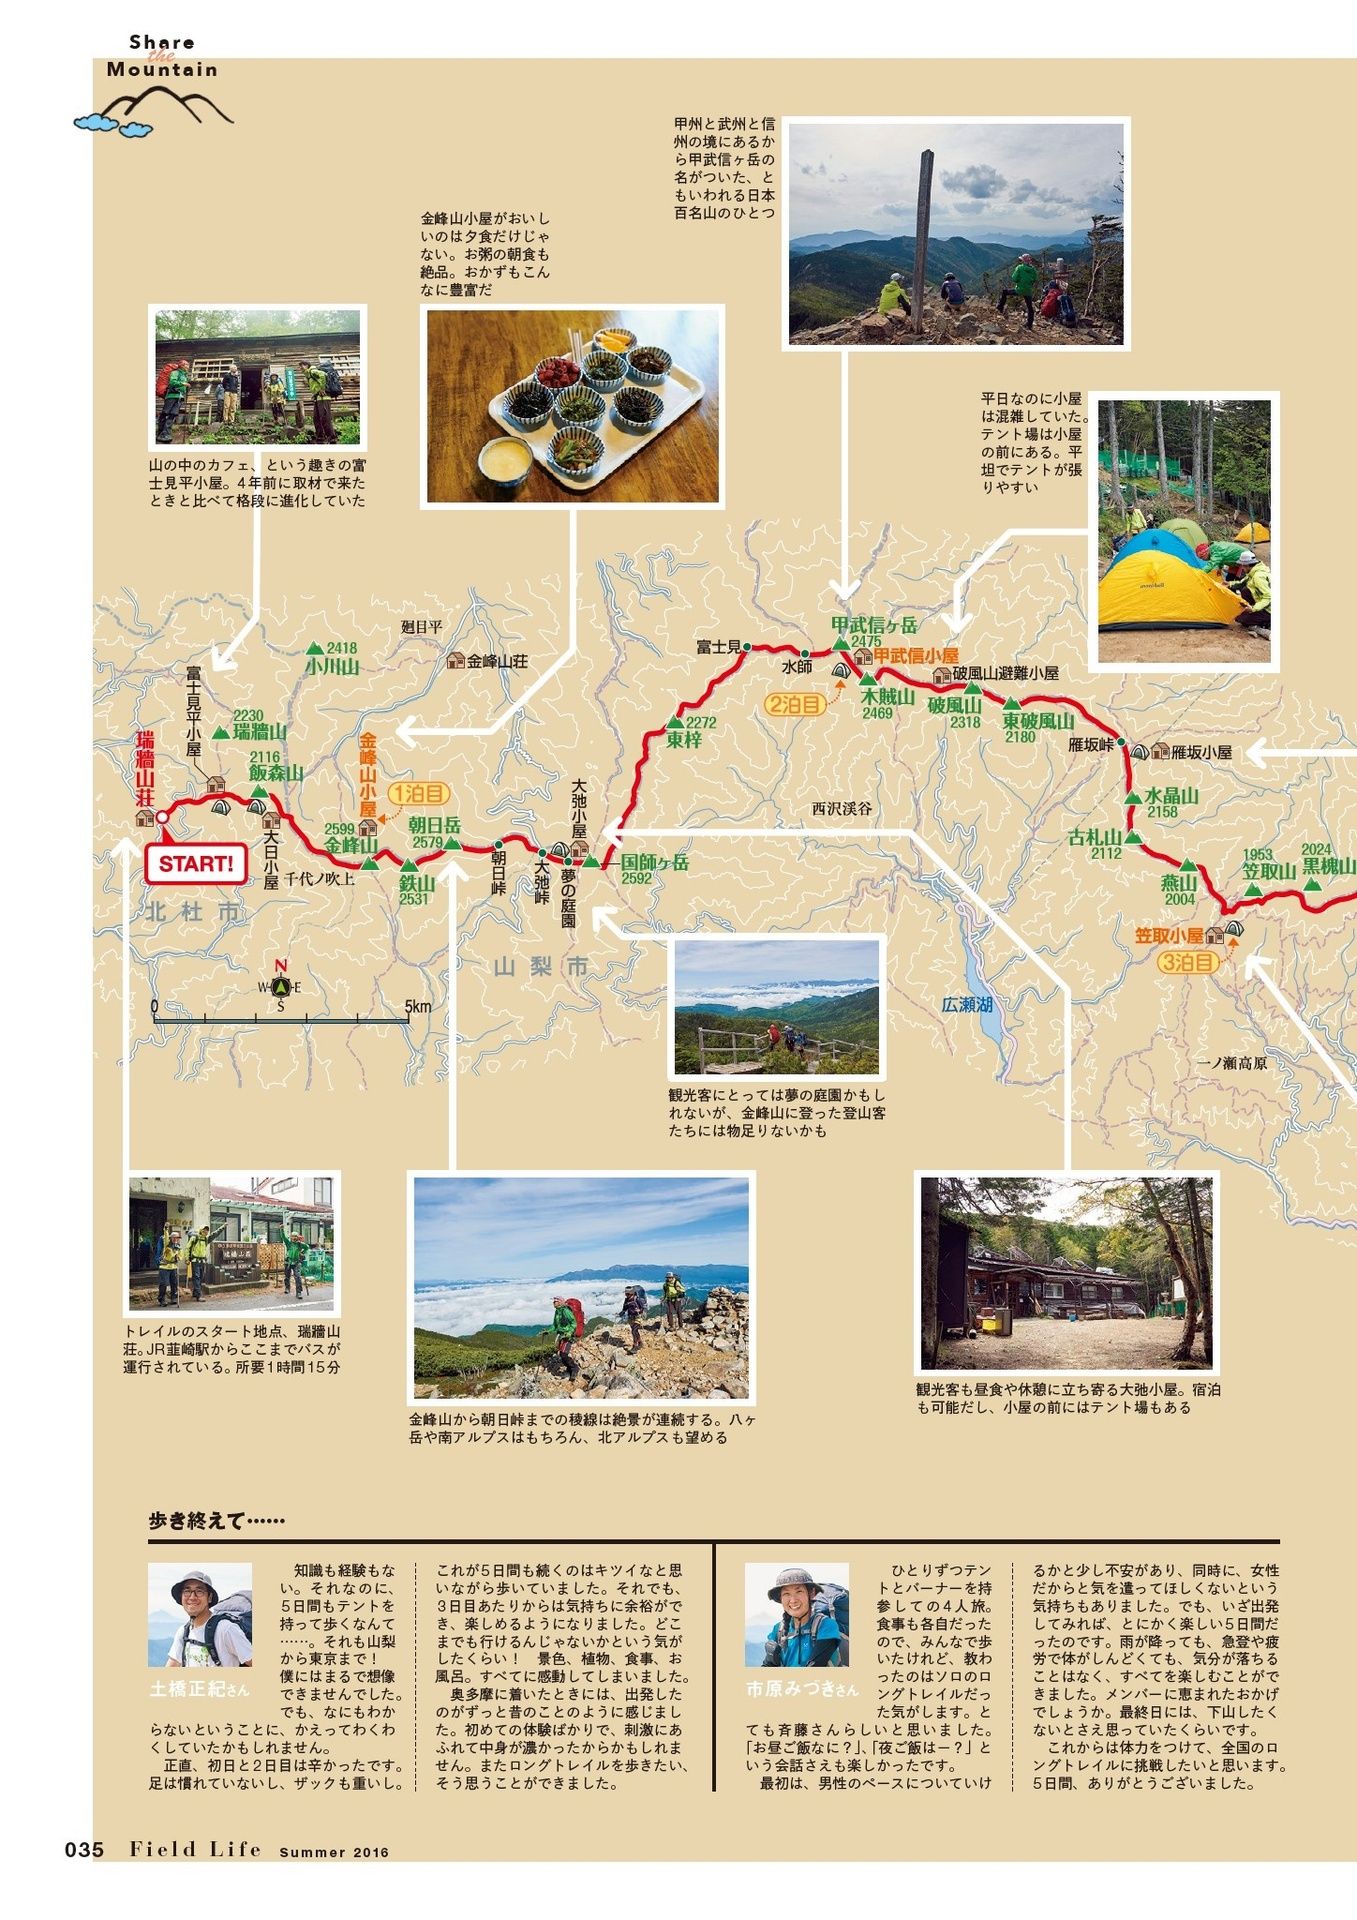 Share
the
Mountain
甲州と武州と信
州の境にあるか
ら甲武信ヶ岳の
名がついた、と
もいわれる日本
百名山のひとつ
金峰山小屋がおいし
いのは夕食だけじゃ
ない。お粥の朝食も
絶品。おかずもこん
なに豊富だ
平日なのに小屋
は混雑していた。
テント場は小屋
の前にある。平
坦でテントが張
りやすい
山の中のカフェ、という趣きの富
士見平小屋。4年前に取材で来た
ときと比べて格段に進化していた
廻目平
2418
小川山
金峰山荘
富士見平小屋
2230
瑞牆山
2116
飯森山
瑞牆山荘
START!
大日小屋
千代ノ吹上
金峰山小屋
1泊目
2599
金峰山
鉄山
2531
朝日岳
2579
朝日峠
大弛峠
大弛小屋
夢の庭園
国師ヶ岳
2592
2272
東梓
富士見
水師
甲武信ヶ岳
2475
甲武信小屋
2泊目
木賊山
2469
破風山避難小屋
破風山
2318
東破風山
2180
雁坂峠
雁坂小屋
水晶山
2158
古札山
2112
燕山
2004
1953
笠取山
2024
黒槐山
笠取小屋
3泊目
西沢渓谷
広瀬湖
一ノ瀬高原
北杜市
山梨市
N
W
E
S
0
5km
観光客にとっては夢の庭園かもし
れないが、金峰山に登った登山客
たちには物足りないかも
トレイルのスタート地点、瑞牆山
荘。JR韮崎駅からここまでバスが
運行されている。所要1時間15分
金峰山から朝日峠までの稜線は絶景が連続する。八ヶ
岳や南アルプスはもちろん、北アルプスも望める
観光客も昼食や休憩に立ち寄る大弛小屋。宿泊
も可能だし、小屋の前にはテント場もある
歩き終えて……
土橋正紀さん
知識も経験もな
い。それなのに、
5日間もテントを
持って歩くなんて
……。それも山梨
から東京まで！
僕にはまるで想像
できませんでした。
でも、なにもわか
らないということに、かえってわくわ
くしていたかもしれません。
正直、初日と2日目は辛かったです。
足は慣れていないし、ザックも重いし。
これが5日間も続くのはキツイなと思
いながら歩いていました。それでも、
3日目あたりからは気持ちに余裕がで
き、楽しめるようになりました。どこ
までも行けるんじゃないかという気が
したくらい！　景色、植物、食事、お
風呂。すべてに感動してしまいました。
奥多摩に着いたときには、出発した
のがずっと昔のことのように感じまし
た。初めての体験ばかりで、刺激にあ
ふれて中身が濃かったからかもしれま
せん。またロングトレイルを歩きたい、
そう思うことができました。
市原みづきさん
ひとりずつテン
トとバーナーを持
参しての4人旅。
食事も各自だった
ので、みんなで歩
いたけれど、教わ
ったのはソロのロ
ングトレイルだっ
た気がします。と
ても斉藤さんらしいと思いました。
「お昼ご飯なに？」、「夜ご飯はー？」と
いう会話さえも楽しかったです。
最初は、男性のペースについていけ
るかと少し不安があり、同時に、女性
だからと気を遣ってほしくないという
気持ちもありました。でも、いざ出発
してみれば、とにかく楽しい5日間だ
ったのです。雨が降っても、急登や疲
労で体がしんどくても、気分が落ちる
ことはなく、すべてを楽しむことがで
きました。メンバーに恵まれたおかげ
でしょうか。最終日には、下山したく
ないとさえ思っていたくらいです。
これからは体力をつけて、全国のロ
ングトレイルに挑戦したいと思います。
5日間、ありがとうございました。
035 Field Life Summer 2016